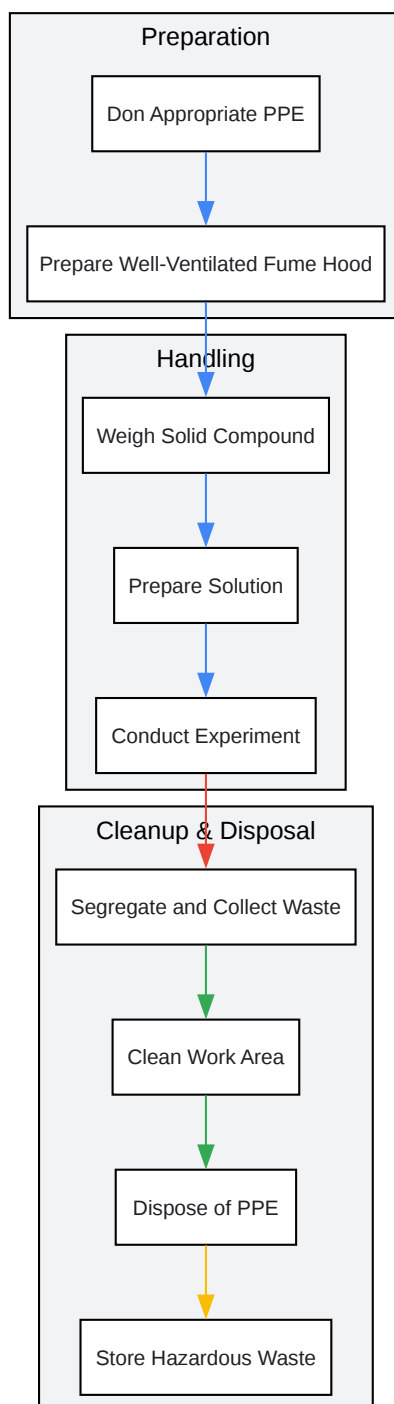 Preparation
Don Appropriate PPE
Prepare Well-Ventilated Fume Hood
Handling
Weigh Solid Compound
Prepare Solution
Conduct Experiment
Cleanup & Disposal
Segregate and Collect Waste
Clean Work Area
Dispose of PPE
Store Hazardous Waste